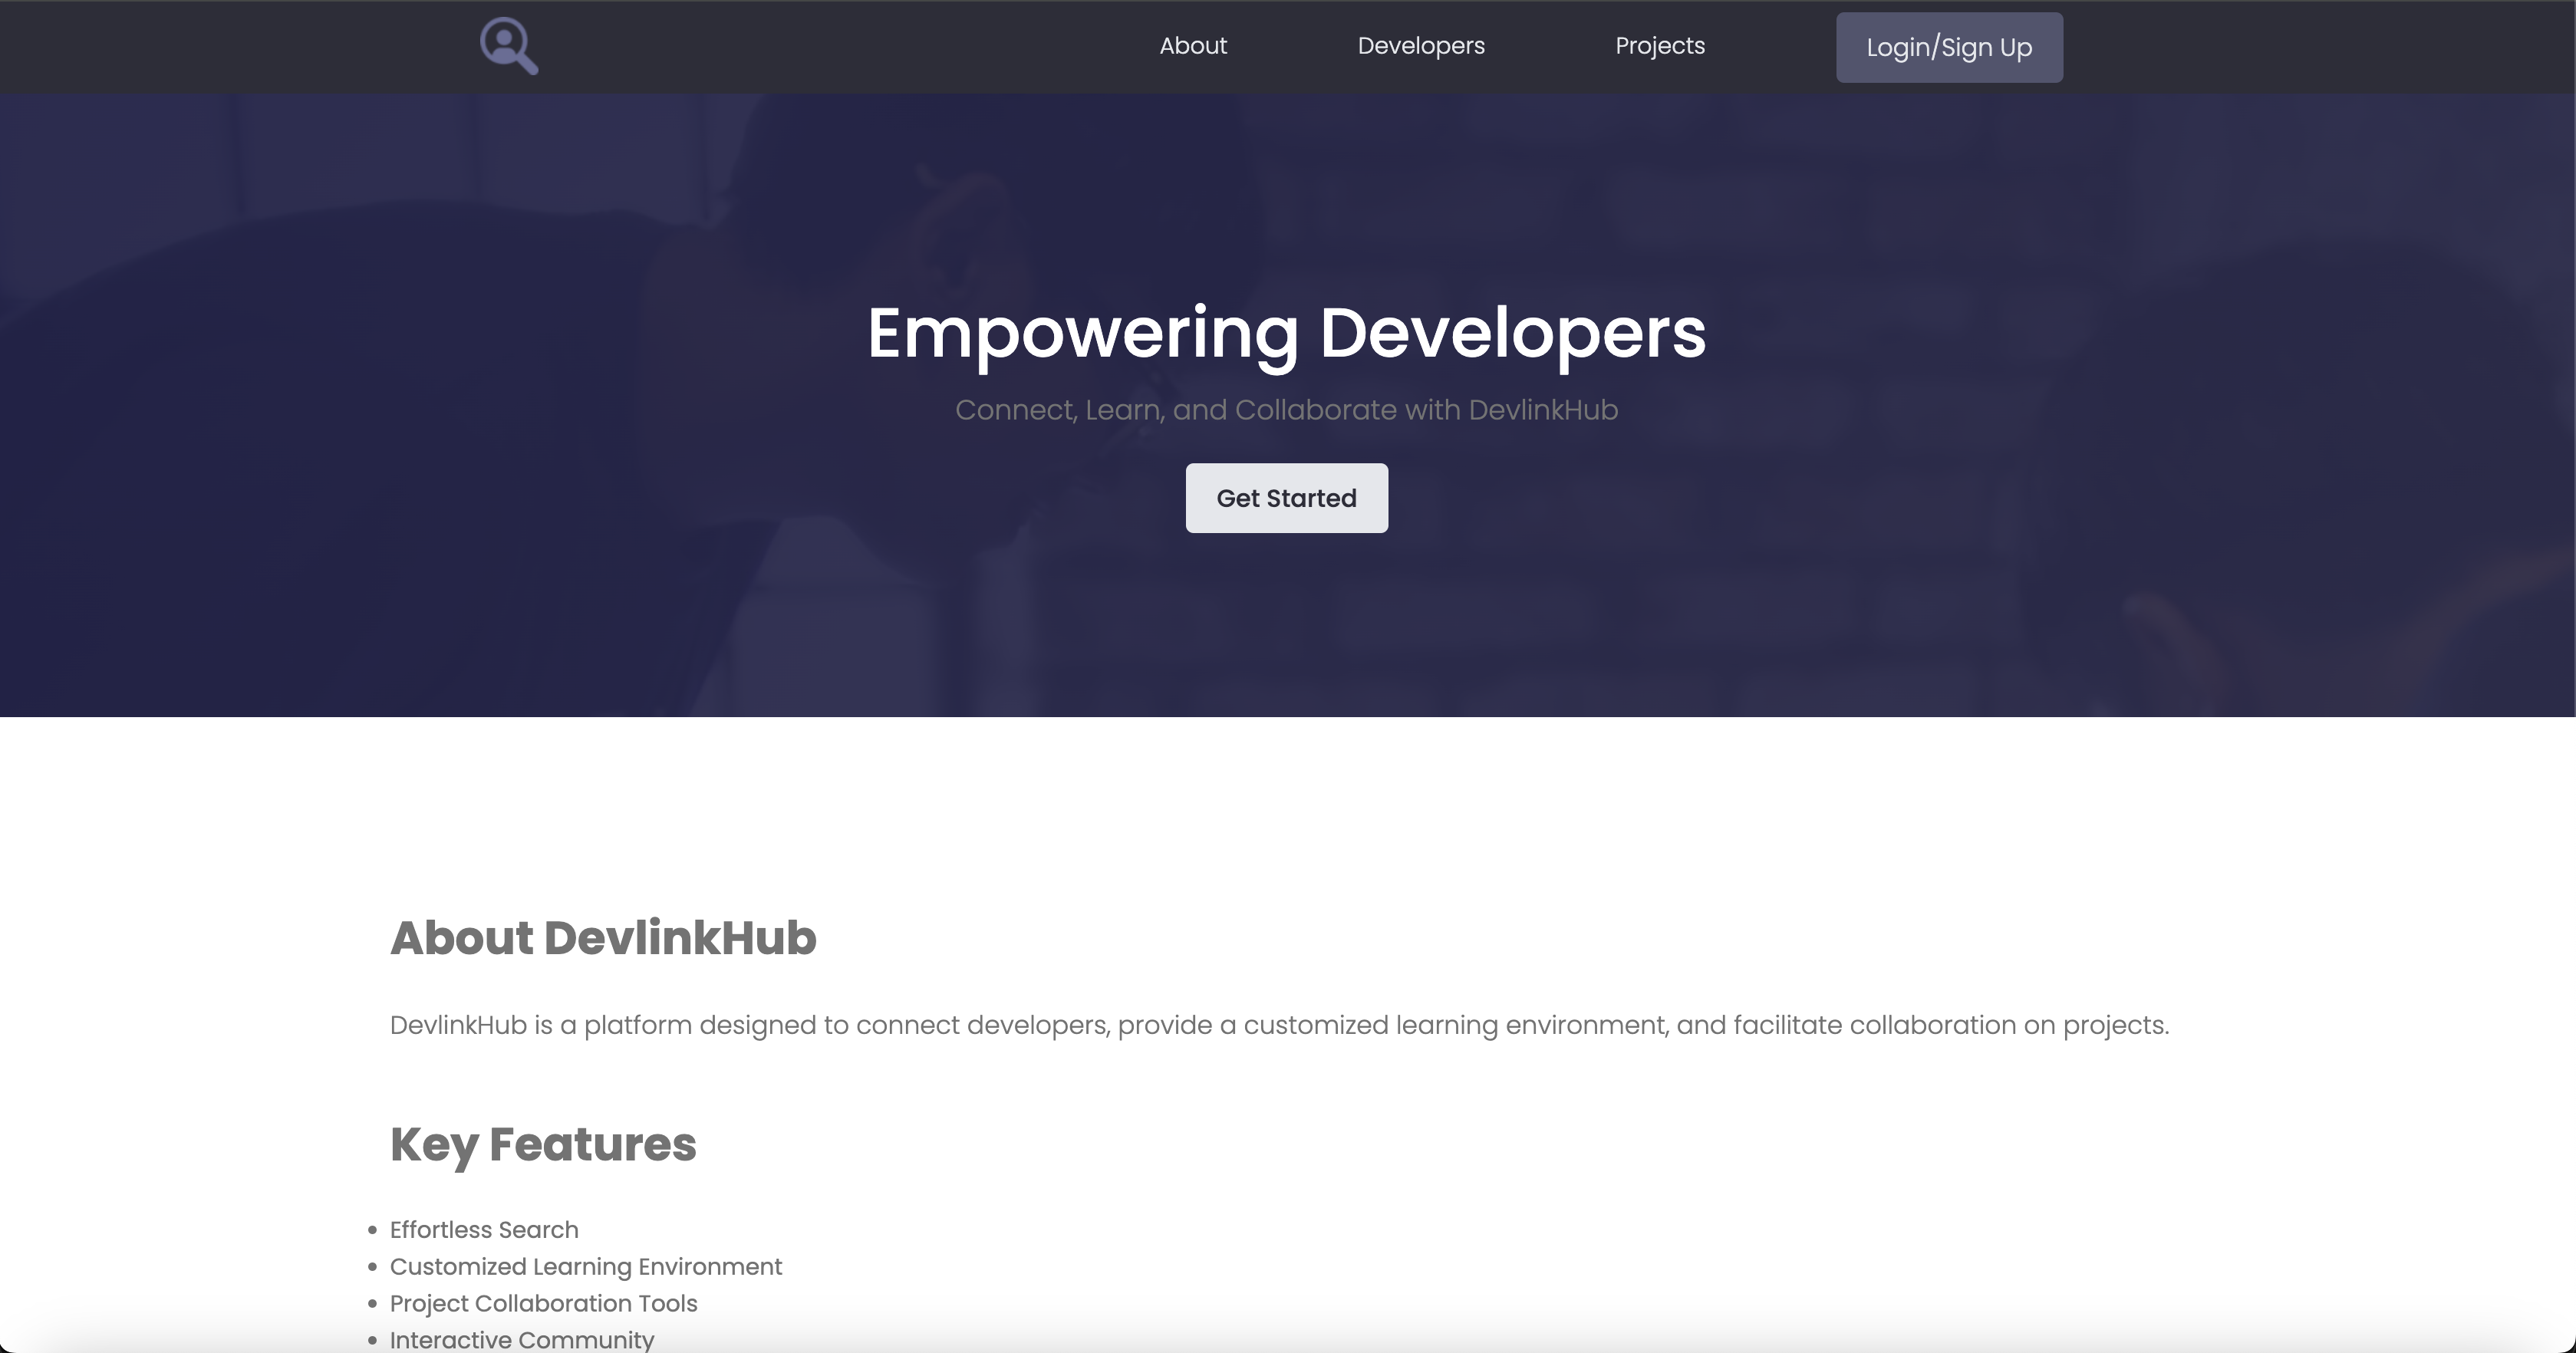 About Developers Projects Login/Sign Up
Empowering Developers
Connect, Learn, and Collaborate with DevlinkHub
Get Started
About DevlinkHub
DevlinkHub is a platform designed to connect developers, provide a customized learning environment, and facilitate collaboration on projects.
Key Features
• Effortless Search
• Customized Learning Environment
• Project Collaboration Tools
• Interactive Community